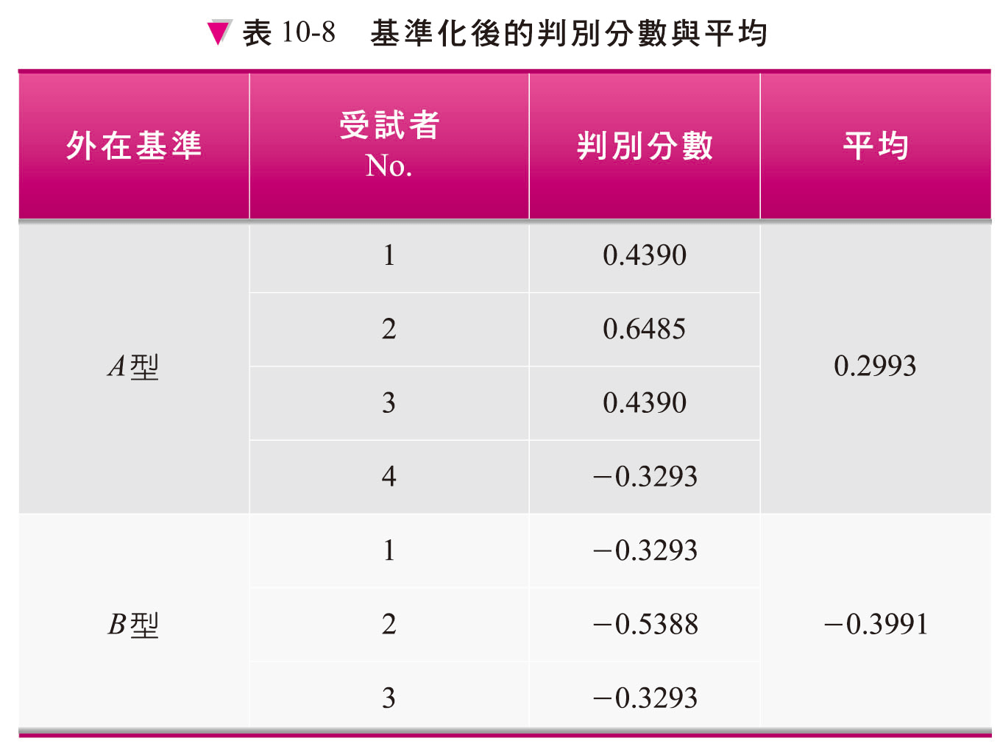 ▼表 10-8 基準化後的判別分數與平均
外在基準 受試者 No. 判別分數 平均
A型 1 0.4390 0.2993
2 0.6485
3 0.4390
4 −0.3293
B型 1 −0.3293 −0.3991
2 −0.5388
3 −0.3293